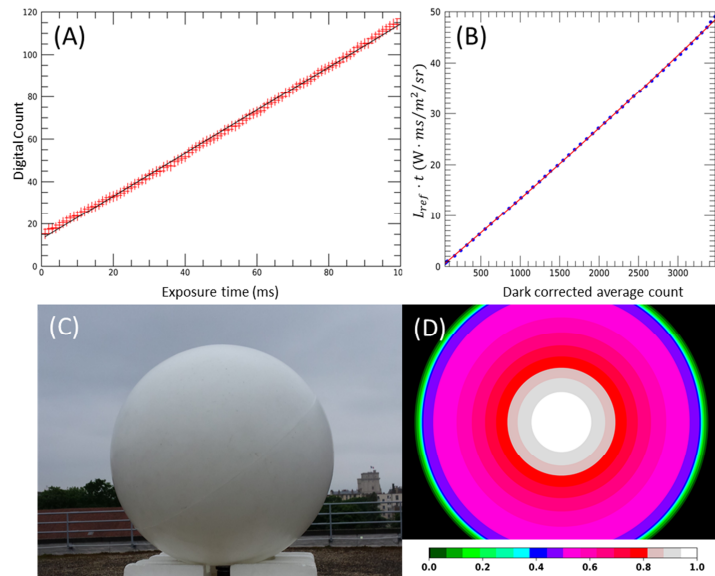 (A)
120
100
80
60
40
20
0
Digital Count
0 20 40 60 80 10
Exposure time (ms)
(B)
50
40
30
20
10
0
L_ref · t (W · ms/m²/sr)
500 1000 1500 2000 2500 3000
Dark corrected average count
(C)
(D)
0.0 0.2 0.4 0.6 0.8 1.0